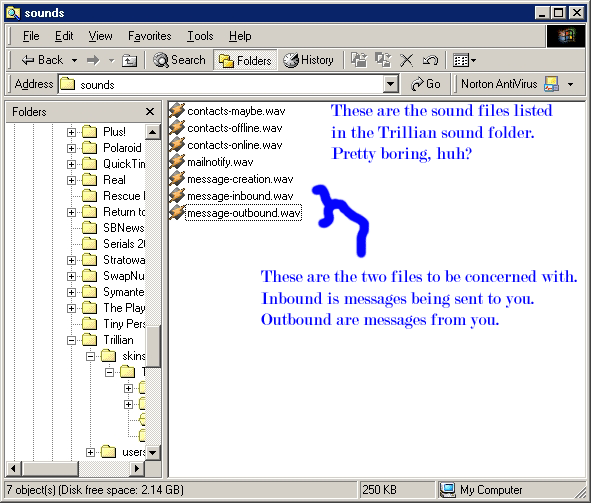 sounds
File Edit View Favorites Tools Help
Back Search Folders History
Address sounds Go Norton AntiVirus
Folders
Plus!
Polaroid
QuickTim
Real
Rescue
Return to
SBNews
Serials 20
Stratowa
SwapNu
Symante
The Play
Tiny Pers
Trillian
skins
T
users
contacts-maybe.wav
contacts-offline.wav
contacts-online.wav
mailnotify.wav
message-creation.wav
message-inbound.wav
message-outbound.wav
These are the sound files listed
in the Trillian sound folder.
Pretty boring, huh?
These are the two files to be concerned with.
Inbound is messages being sent to you.
Outbound are messages from you.
7 object(s) (Disk free space: 2.14 GB) 250 KB My Computer